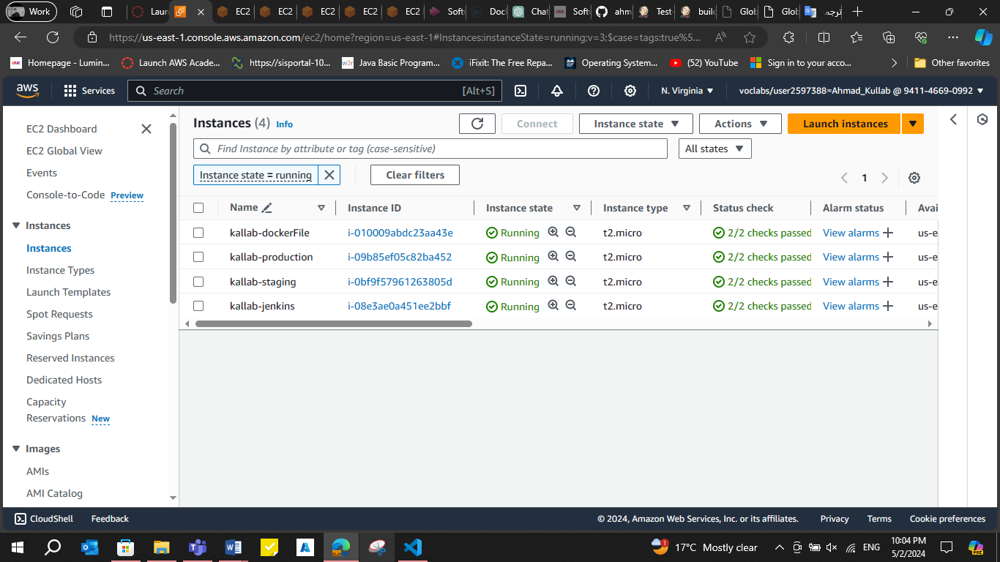 Work
Laun
EC2
EC2
EC2
EC2
EC2
Softw
Doc
Chat
Soft
ahm
Test-
build
Glob
Glob
ترجمة
https://us-east-1.console.aws.amazon.com/ec2/home?region=us-east-1#Instances:instanceState=running;v=3;$case=tags:true%5...
Homepage - Lumin...
Launch AWS Acade...
https://sisportal-10...
Java Basic Program...
iFixit: The Free Repa...
Operating System...
(52) YouTube
Sign in to your acco...
Other favorites
aws
Services
Search
[Alt+S]
N. Virginia
voclabs/user2597388=Ahmad_Kullab @ 9411-4669-0992
EC2 Dashboard
EC2 Global View
Events
Console-to-Code Preview
Instances
Instances
Instance Types
Launch Templates
Spot Requests
Savings Plans
Reserved Instances
Dedicated Hosts
Capacity
Reservations New
Images
AMIs
AMI Catalog
Instances (4) Info
Connect
Instance state
Actions
Launch instances
Find Instance by attribute or tag (case-sensitive)
All states
Instance state = running
Clear filters
1
Name Instance ID Instance state Instance type Status check Alarm status Avai
kallab-dockerFile i-010009abdc23aa43e Running t2.micro 2/2 checks passed View alarms + us-e
kallab-production i-09b85ef05c82ba452 Running t2.micro 2/2 checks passed View alarms + us-e
kallab-staging i-0bf9f57961263805d Running t2.micro 2/2 checks passed View alarms + us-e
kallab-jenkins i-08e3ae0a451ee2bbf Running t2.micro 2/2 checks passed View alarms + us-e
CloudShell
Feedback
© 2024, Amazon Web Services, Inc. or its affiliates.
Privacy
Terms
Cookie preferences
17°C Mostly clear
ENG
10:04 PM
5/2/2024